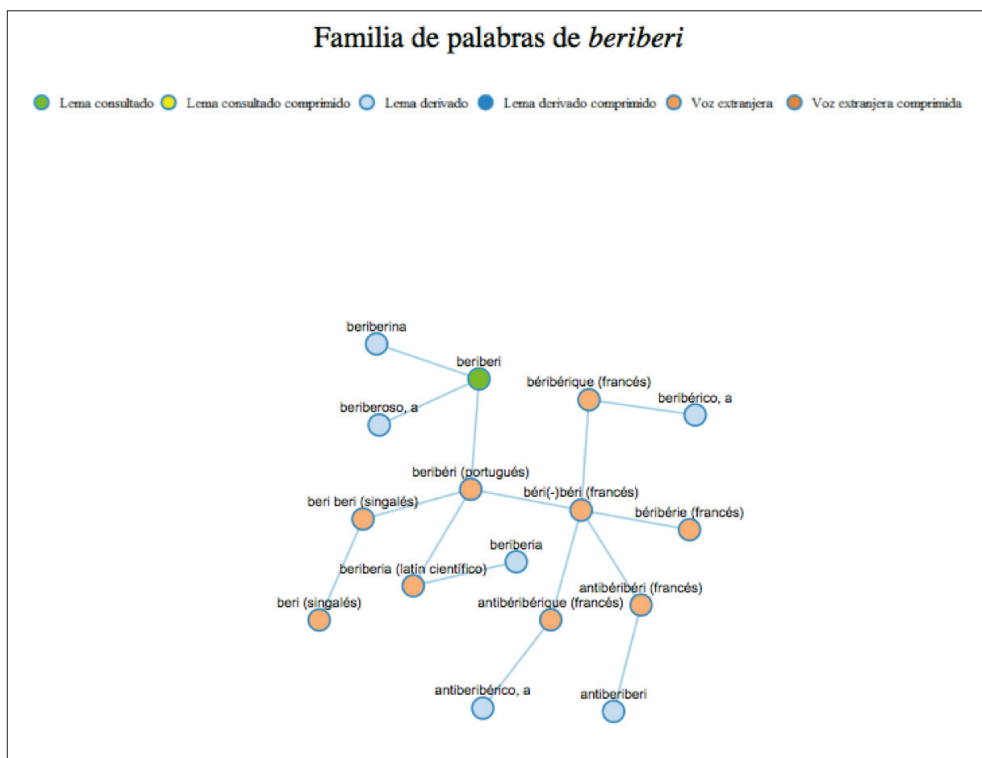 Familia de palabras de beriberi
Lema consultado Lema consultado comprimido Lema derivado Lema derivado comprimido Voz extranjera Voz extranjera comprimida
beriberina
beriberi
béribérique (francés)
beribérico, a
beriberoso, a
beribéri (portugués)
béri(-)béri (francés)
beri beri (singalés)
béribérie (francés)
beriberia
beriberia (latín científico)
antibéribéri (francés)
beri (singalés)
antibéribérique (francés)
antiberibérico, a
antiberiberi